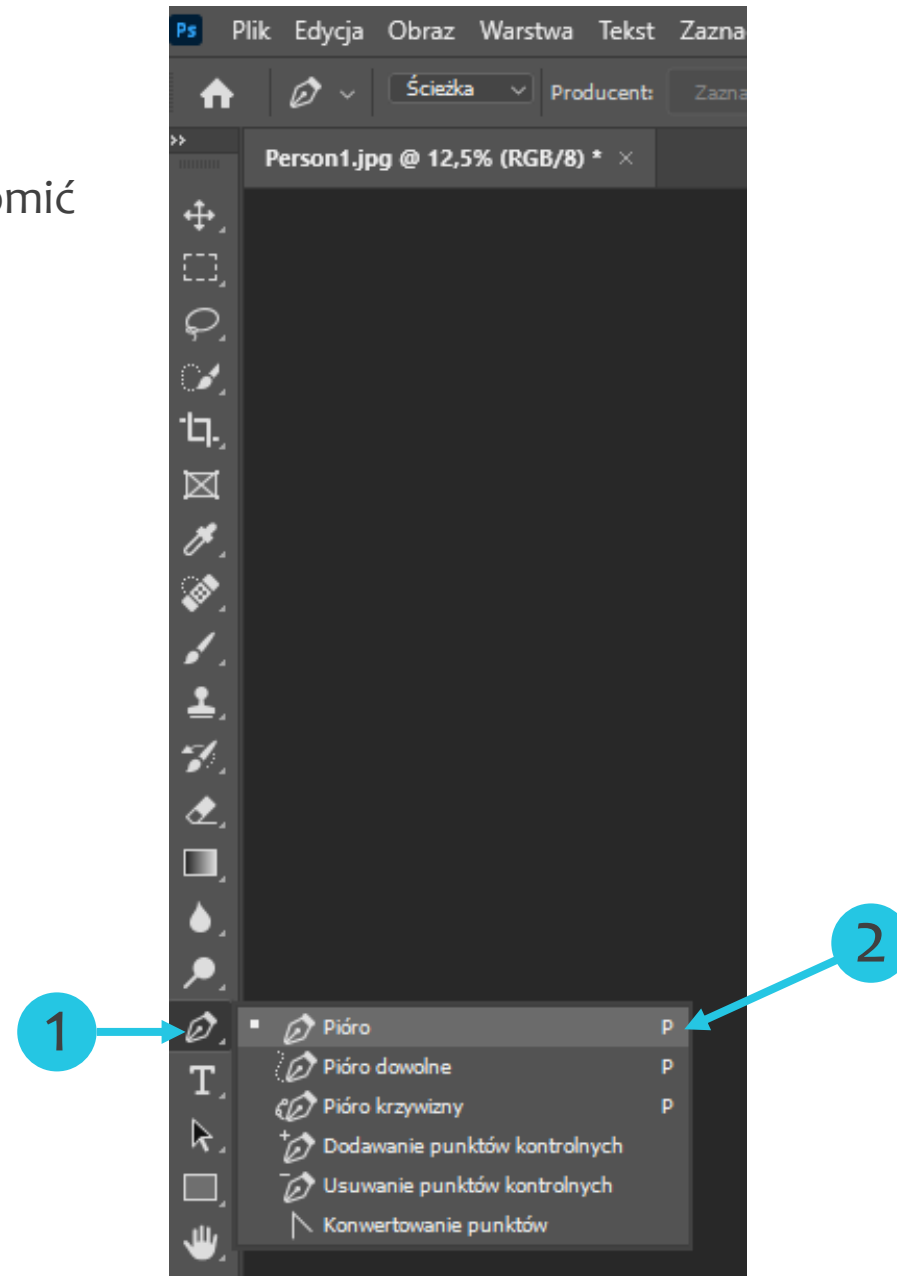 Ps Plik Edycja Obraz Warstwa Tekst Zazna
Ścieżka Producent: Zazna
Person1.jpg @ 12,5% (RGB/8) * ×
omić
1
2
Pióro P
Pióro dowolne P
Pióro krzywizny P
Dodawanie punktów kontrolnych
Usuwanie punktów kontrolnych
Konwertowanie punktów